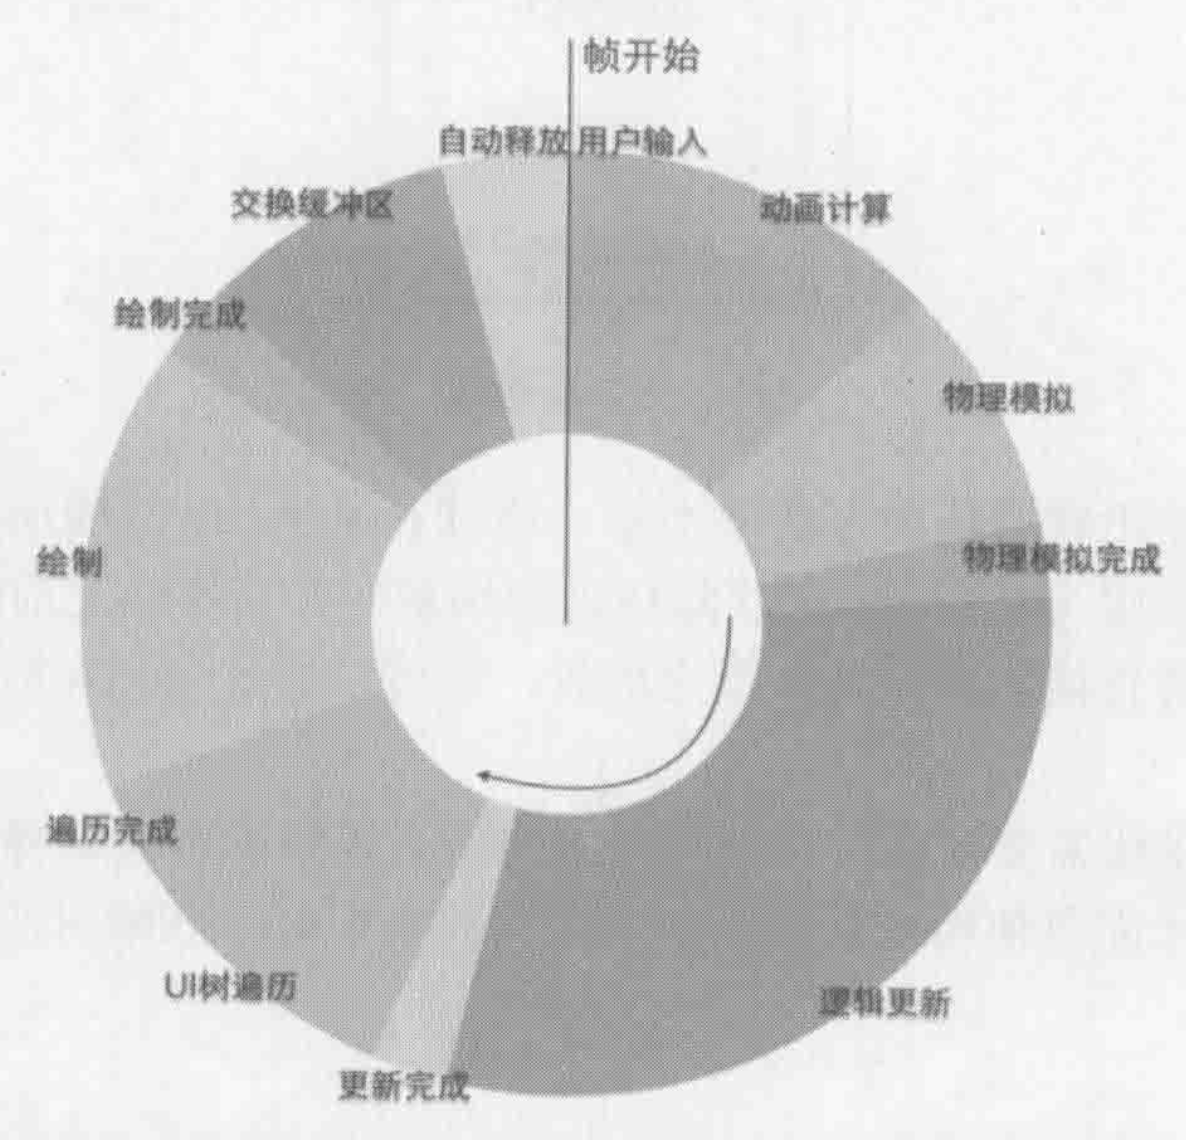 帧开始
自动释放 用户输入
动画计算
物理模拟
物理模拟完成
逻辑更新
更新完成
UI树遍历
遍历完成
绘制
绘制完成
交换缓冲区